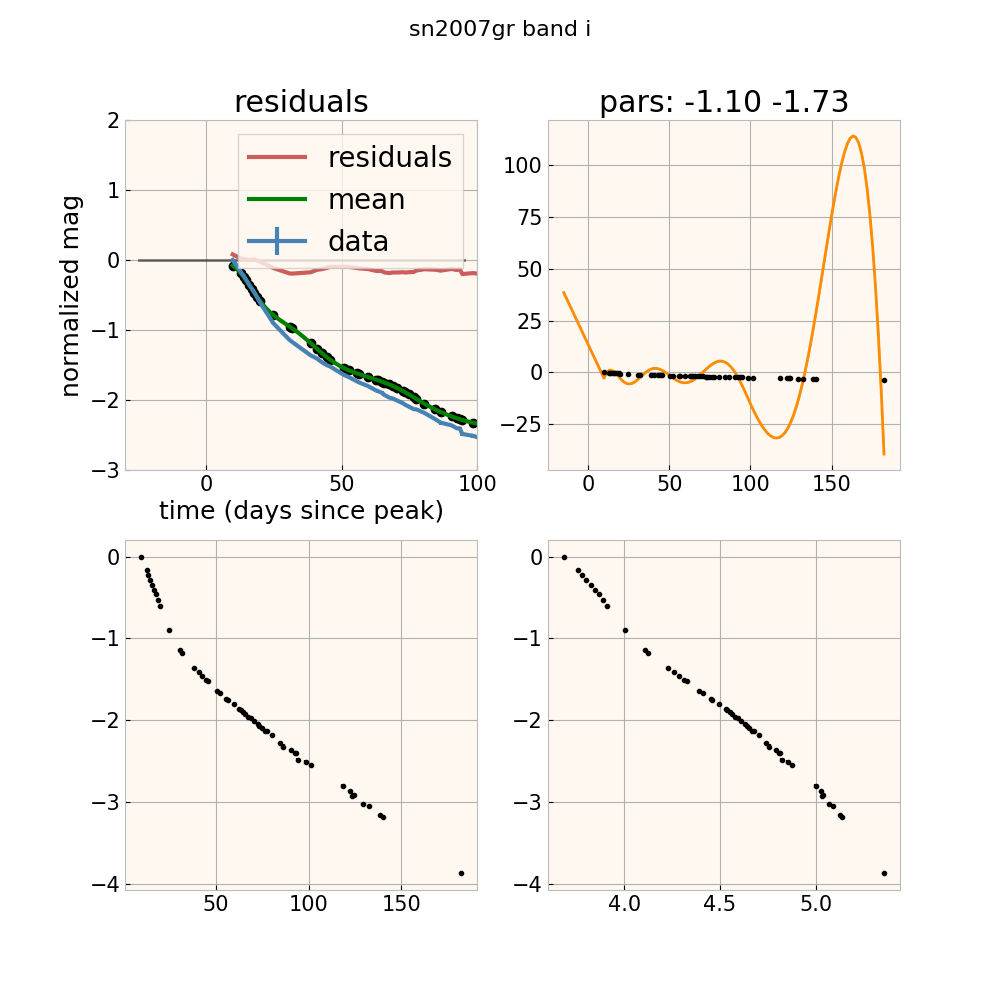 sn2007gr band i
residuals
pars: -1.10 -1.73
normalized mag
2
1
0
−1
−2
−3
residuals
mean
data
0 50 100
time (days since peak)
100
75
50
25
0
−25
0 50 100 150
0
−1
−2
−3
−4
50 100 150
0
−1
−2
−3
−4
4.0 4.5 5.0